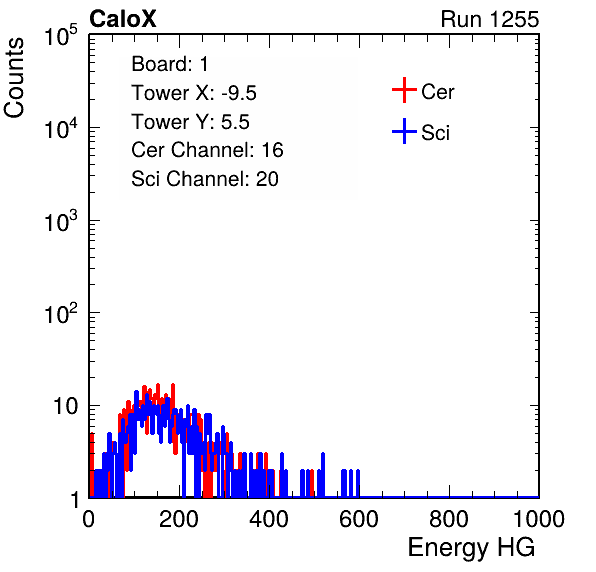 CaloX Run 1255
Counts
10^5
10^4
10^3
10^2
10
1
Board: 1
Tower X: -9.5
Tower Y: 5.5
Cer Channel: 16
Sci Channel: 20
Cer
Sci
0 200 400 600 800 1000
Energy HG